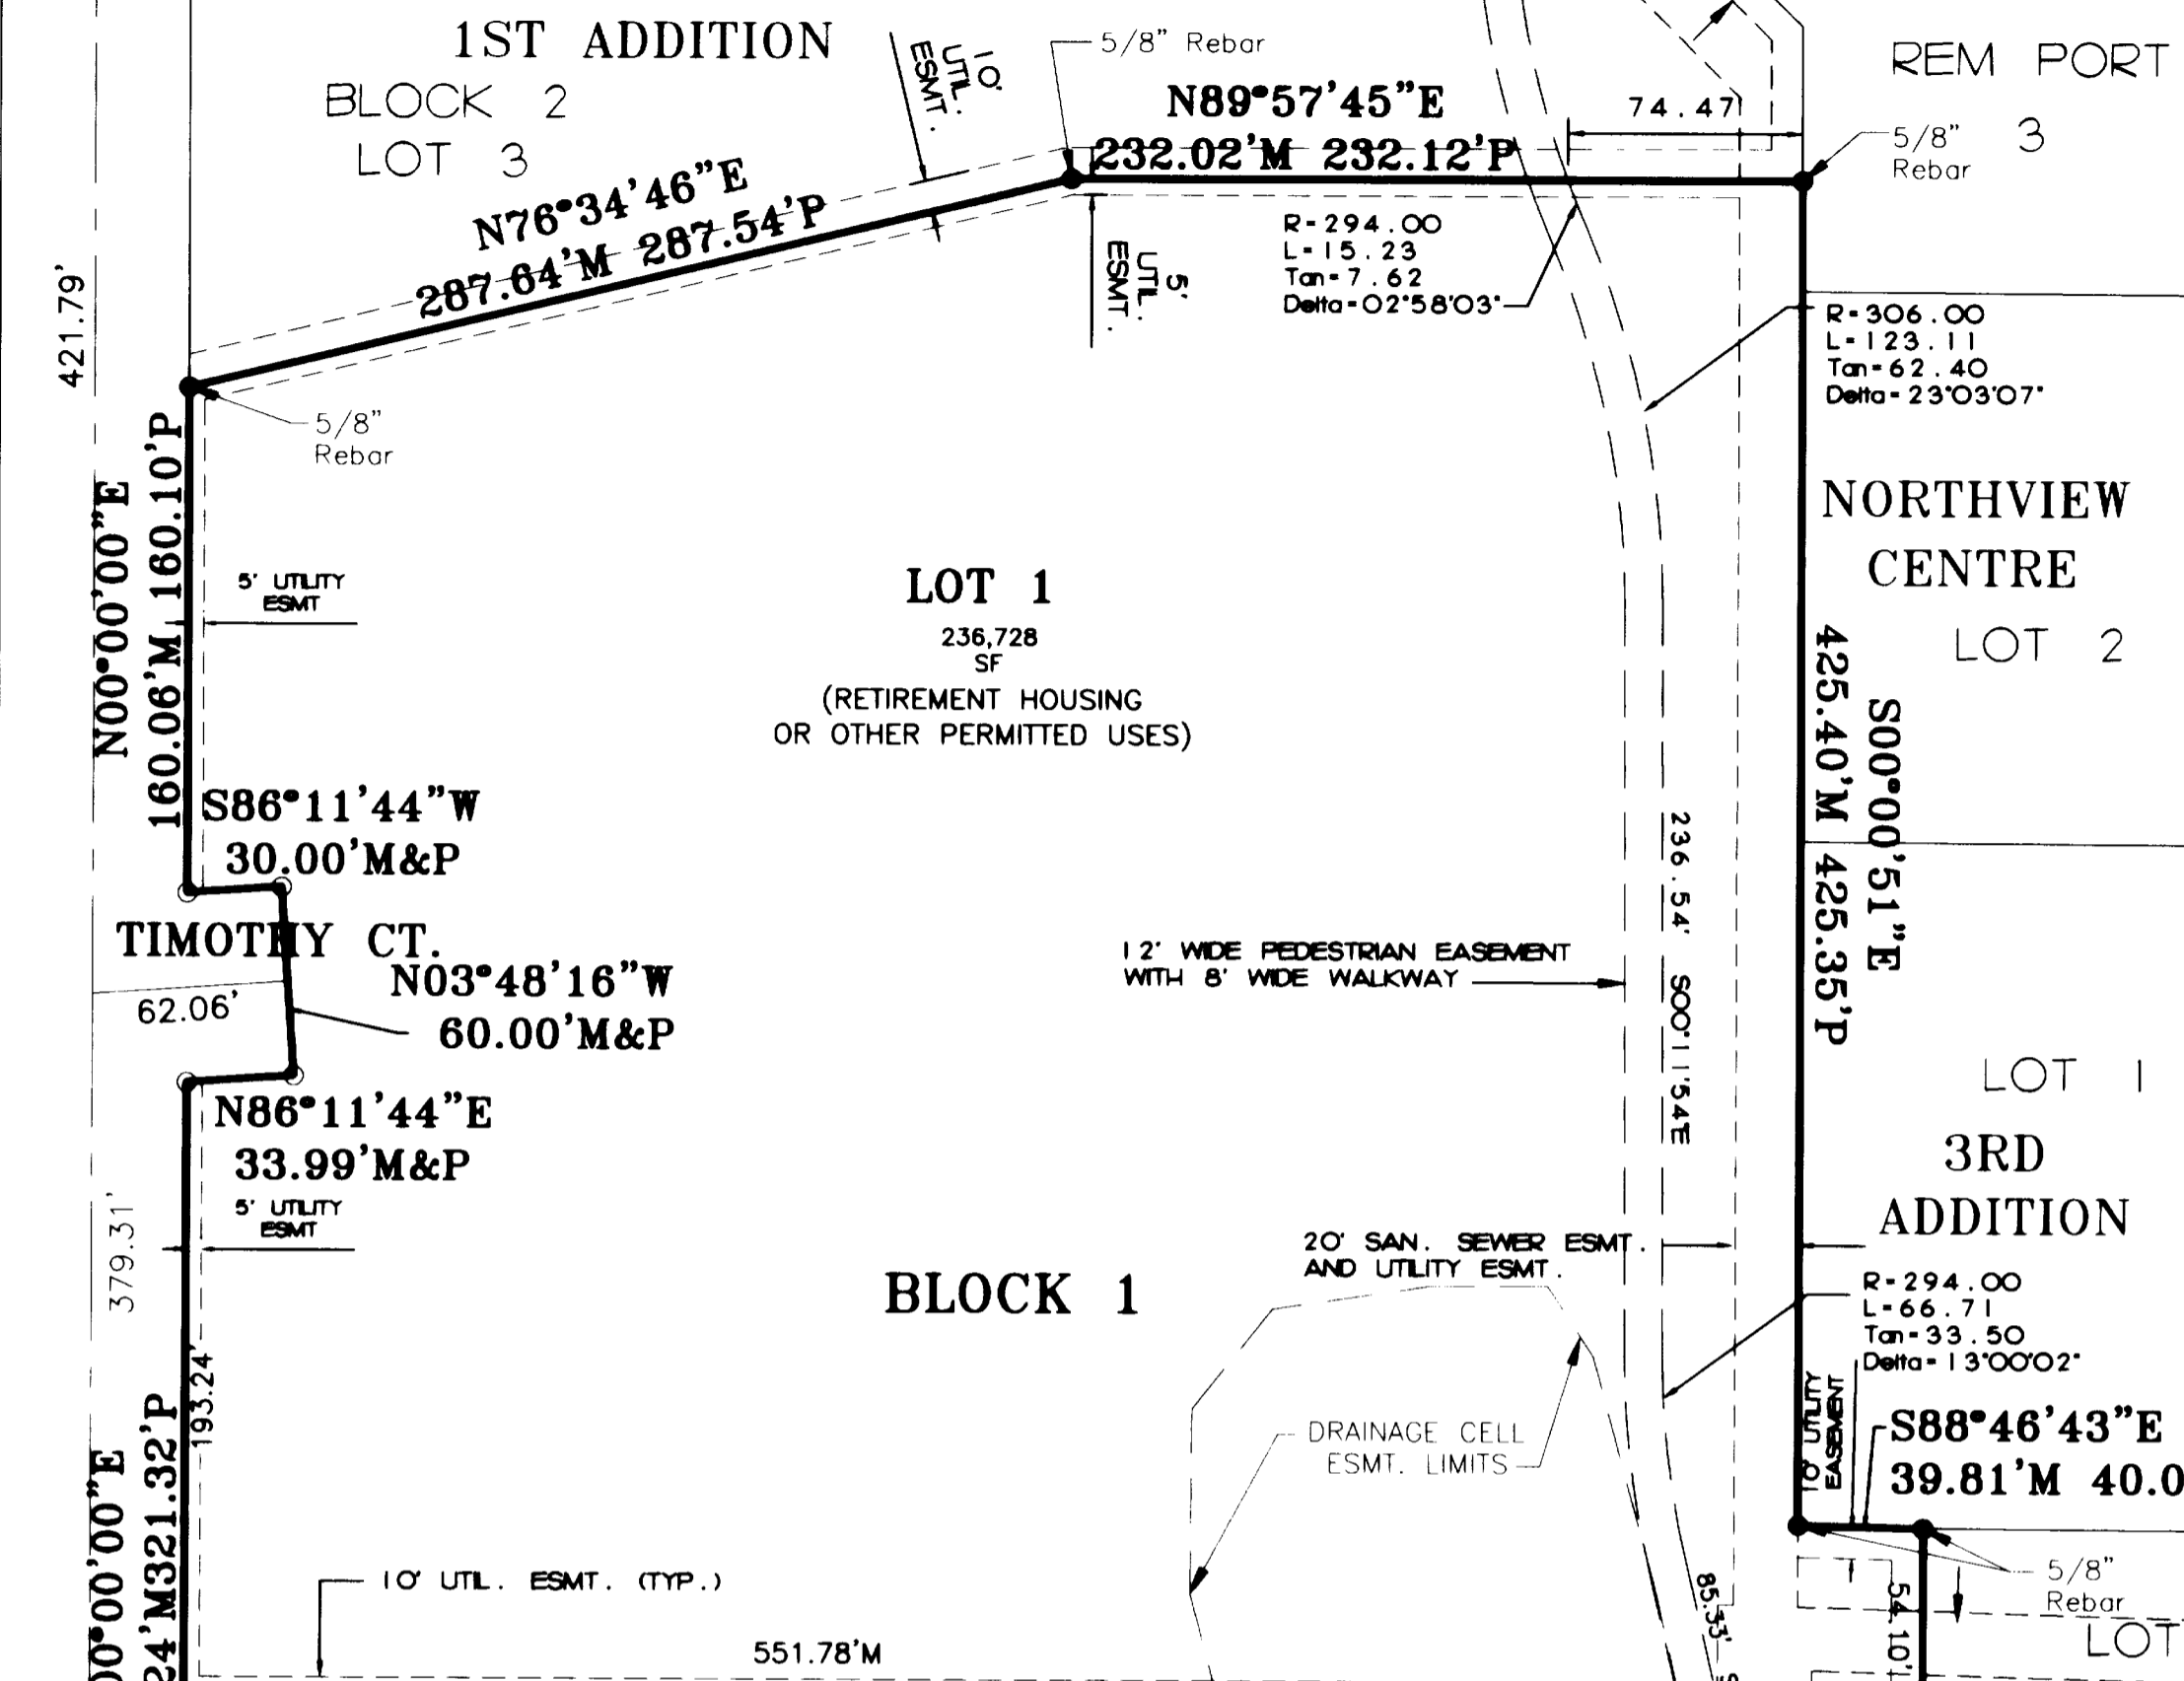 1ST ADDITION
BLOCK 2
LOT 3
10'
UTIL.
ESMT.
5/8" Rebar
N89°57'45"E
232.02'M 232.12'P
74.47
REM PORT
3
5/8"
Rebar
N76°34'46"E
287.64'M 287.54'P
5'
UTIL.
ESMT.
R=294.00
L=15.23
Tan=7.62
Delta=02°58'03"
R=306.00
L=123.11
Tan=62.40
Delta=23°03'07"
421.79'
5/8"
Rebar
N00°00'00"E
160.06'M 160.10'P
5' UTILITY
ESMT
LOT 1
236,728
SF
(RETIREMENT HOUSING
OR OTHER PERMITTED USES)
NORTHVIEW
CENTRE
LOT 2
425.40'M 425.35'P
S00°00'51"E
S86°11'44"W
30.00'M&P
TIMOTHY CT.
62.06'
N03°48'16"W
60.00'M&P
236.54' S00°11'54"E
12' WIDE PEDESTRIAN EASEMENT
WITH 8' WIDE WALKWAY
LOT 1
3RD
ADDITION
N86°11'44"E
33.99'M&P
5' UTILITY
ESMT
379.31'
193.24'
BLOCK 1
20' SAN. SEWER ESMT.
AND UTILITY ESMT.
R=294.00
L=66.71
Tan=33.50
Delta=13°00'02"
10' UTILITY
EASEMENT
S88°46'43"E
39.81'M 40.0
DRAINAGE CELL
ESMT. LIMITS
00°00'00"E
24'M321.32'P
10' UTIL. ESMT. (TYP.)
551.78'M
85.33'
54.10'
5/8"
Rebar
LOT